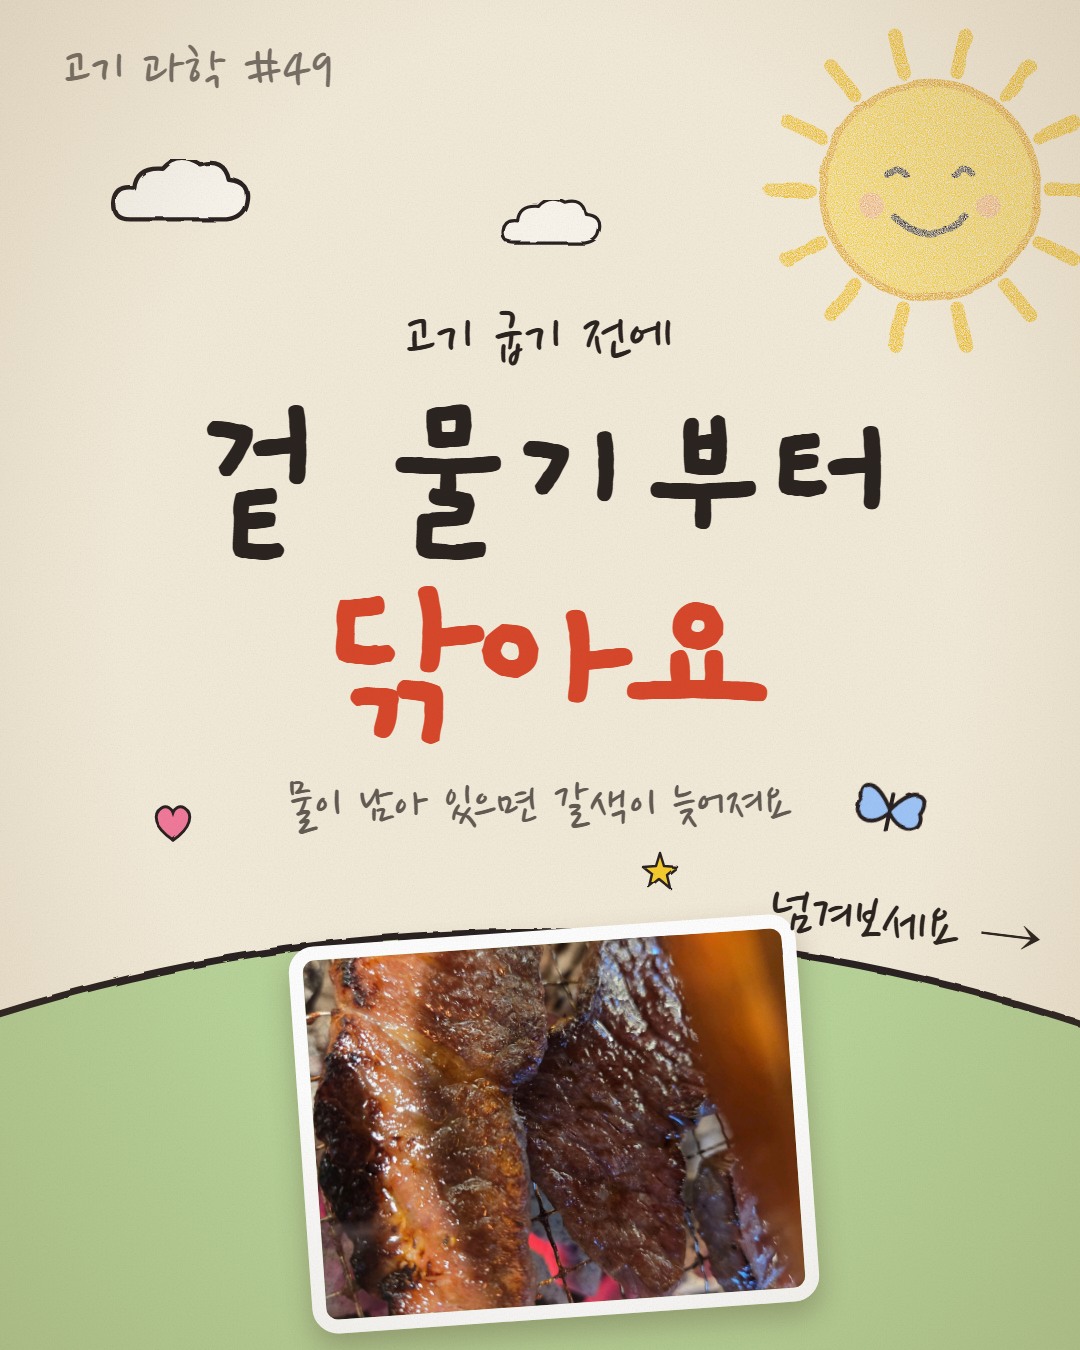 고기 과학 #49
고기 굽기 전에
겉 물기부터
닦아요
물이 남아 있으면 갈색이 늦어져요
넘겨보세요 →